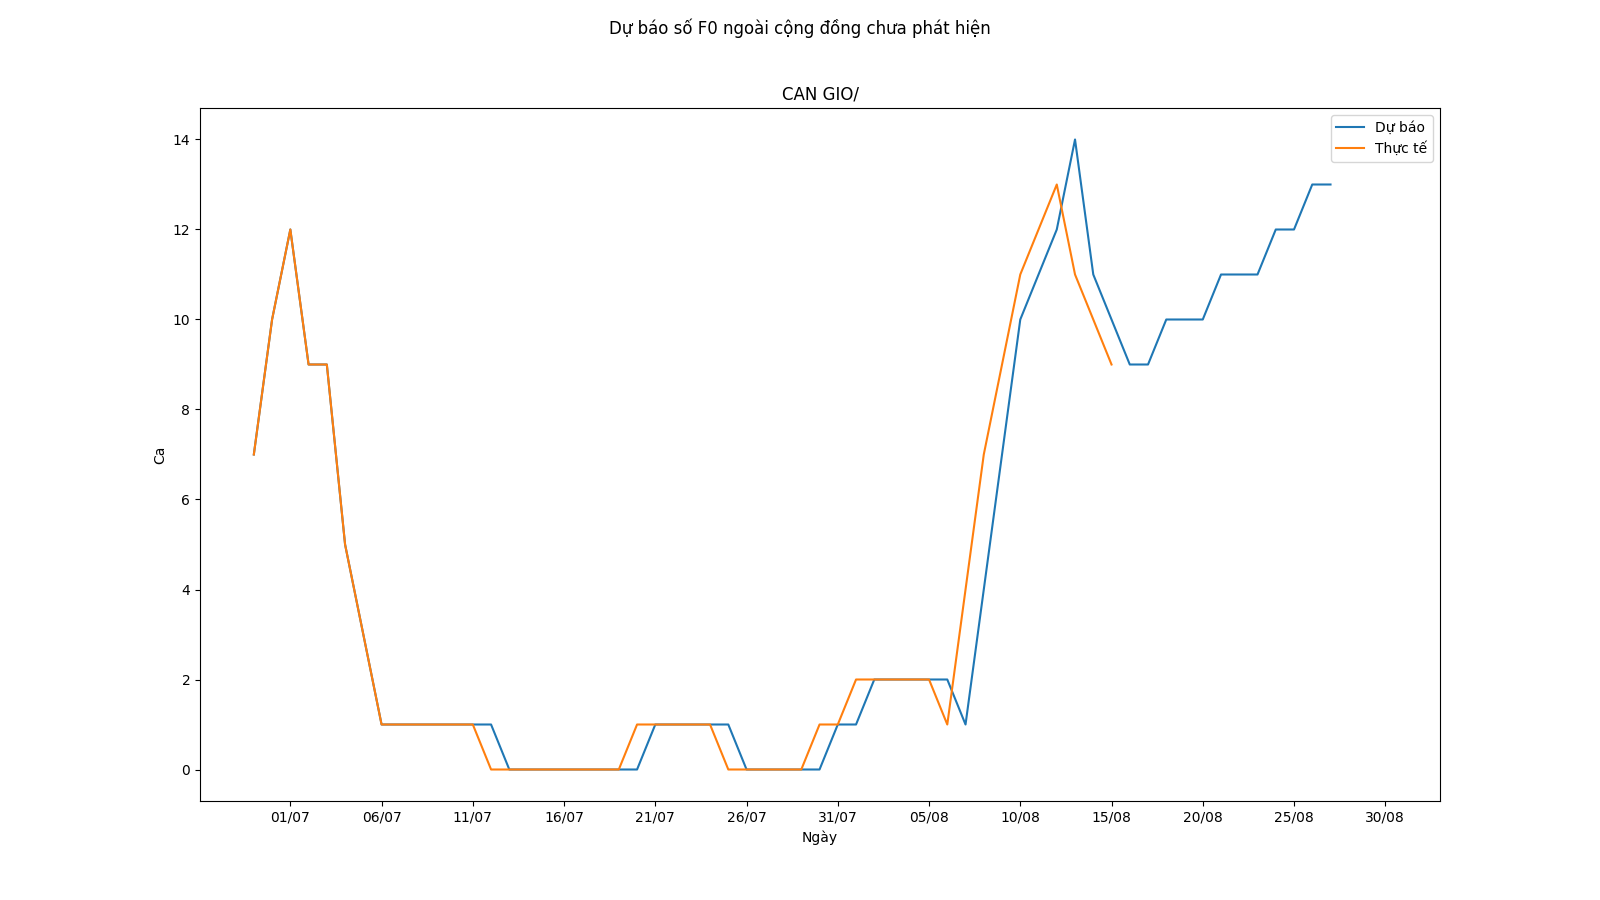 Dự báo số F0 ngoài cộng đồng chưa phát hiện
CAN GIO/
Dự báo
Thực tế
14
12
10
8
6
4
2
0
Ca
01/07 06/07 11/07 16/07 21/07 26/07 31/07 05/08 10/08 15/08 20/08 25/08 30/08
Ngày